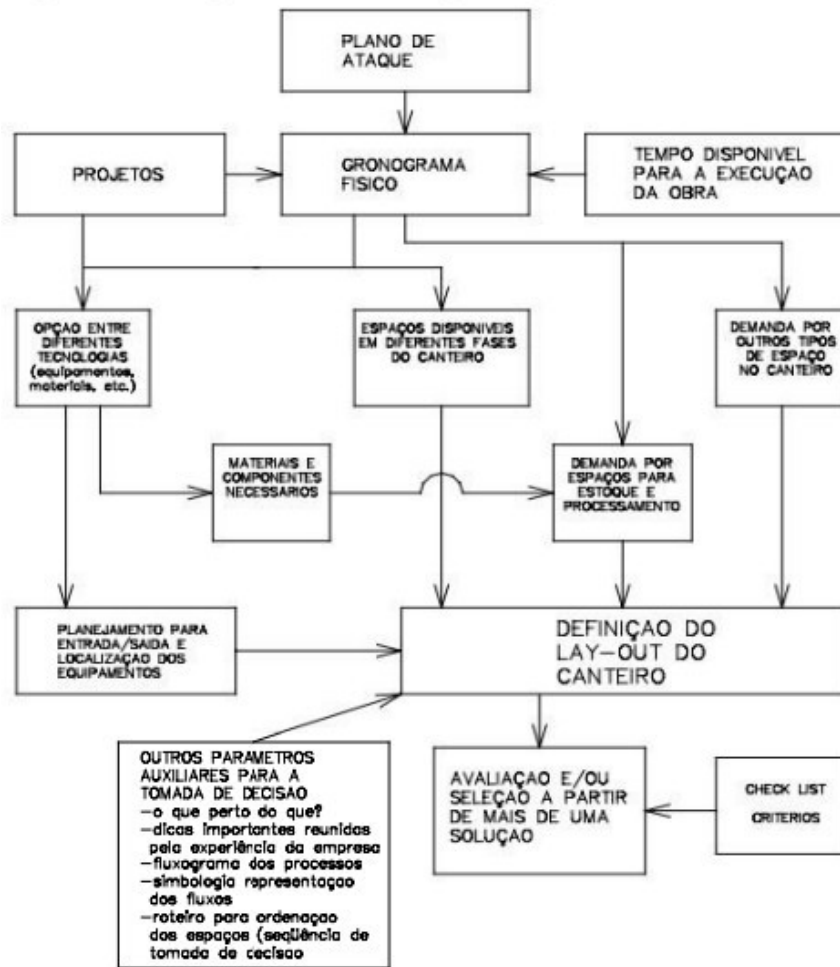 PLANO DE
ATAQUE
PROJETOS
GRONOGRAMA
FISICO
TEMPO DISPONIVEL
PARA A EXECUÇAO
DA OBRA
OPÇAO ENTRE
DIFERENTES
TECNOLOGIAS
(equipamentos,
materiais, etc.)
ESPAÇOS DISPONIVEIS
EM DIFERENTES FASES
DO CANTEIRO
DEMANDA POR
OUTROS TIPOS
DE ESPAÇO
NO CANTEIRO
MATERIAIS E
COMPONENTES
NECESSARIOS
DEMANDA POR
ESPAÇOS PARA
ESTOQUE E
PROCESSAMENTO
PLANEJAMENTO PARA
ENTRADA/SAIDA E
LOCALIZAÇÃO DOS
EQUIPAMENTOS
DEFINIÇAO DO
LAY-OUT DO
CANTEIRO
OUTROS PARAMETROS
AUXILIARES PARA A
TOMADA DE DECISAO
-o que perto do que?
-dicas importantes reunidas
pela experiência da empresa
-fluxograma dos processos
-simbologia rapresentaçao
dos fluxos
-roteiro para ordenaçao
dos espaços (seqüência de
tomada de decisao
AVALIAÇAO E/OU
SELEÇAO A PARTIR
DE MAIS DE UMA
SOLUÇAO
CHECK LIST
CRITERIOS